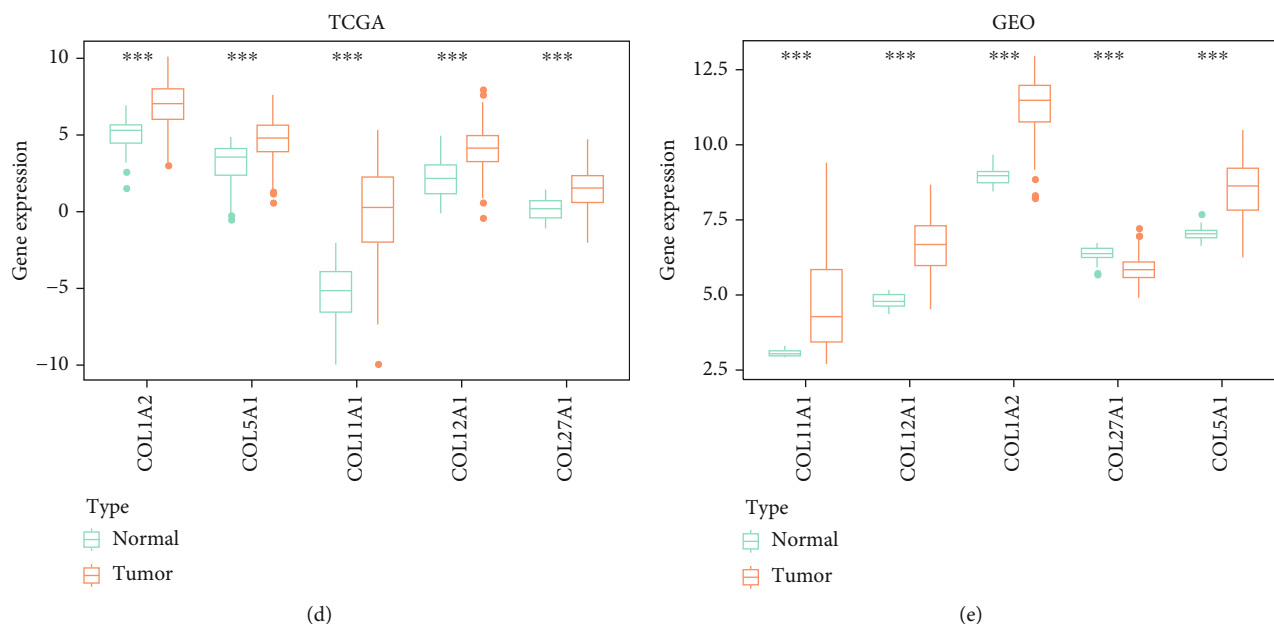 TCGA
*** *** *** *** ***
10
5
0
−5
−10
Gene expression
COL1A2
COL5A1
COL11A1
COL12A1
COL27A1
Type
Normal
Tumor
(d)
GEO
*** *** *** *** ***
12.5
10.0
7.5
5.0
2.5
Gene expression
COL11A1
COL12A1
COL1A2
COL27A1
COL5A1
Type
Normal
Tumor
(e)